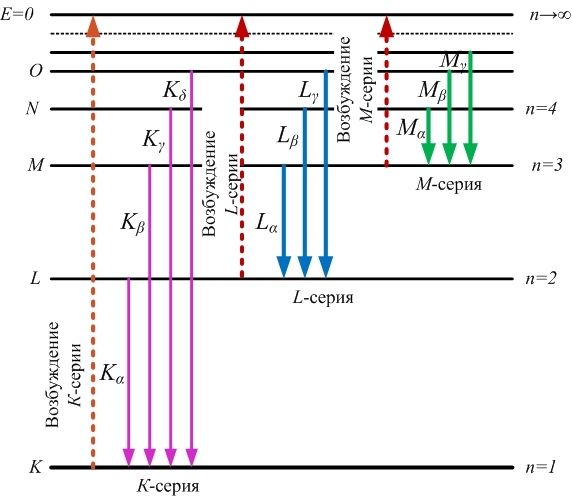 E=0
n→∞
O
N
n=4
M
n=3
L
n=2
K
n=1
Возбуждение
K-серии
Kα
Kβ
Kγ
Kδ
K-серия
Возбуждение
L-серии
Lα
Lβ
Lγ
L-серия
Возбуждение
M-серии
Mα
Mβ
Mγ
M-серия